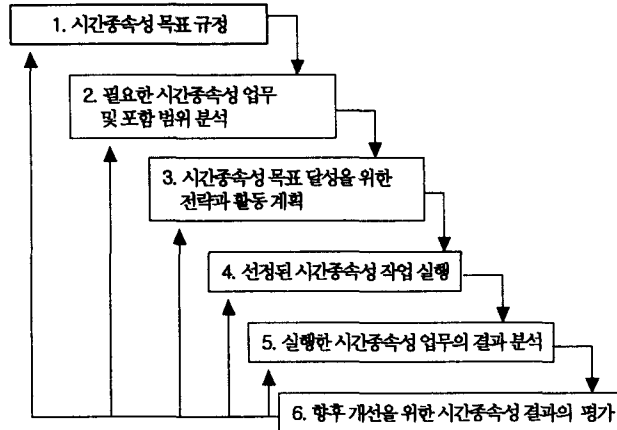 1. 시간종속성 목표 규정
2. 필요한 시간종속성 업무
및 포함 범위 분석
3. 시간종속성 목표 달성을 위한
전략과 활동 계획
4. 선정된 시간종속성 작업 실행
5. 실행한 시간종속성 업무의 결과 분석
6. 향후 개선을 위한 시간종속성 결과의 평가